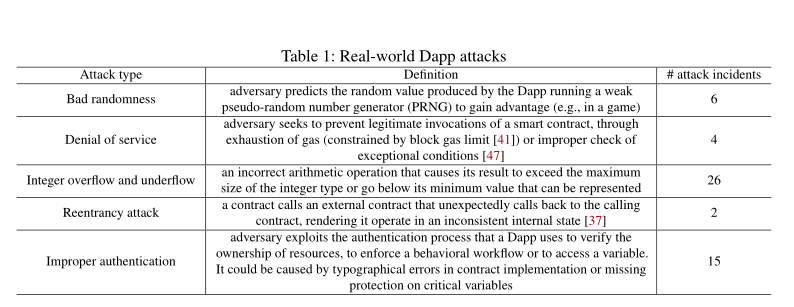 Table 1: Real-world Dapp attacks
Attack type Definition # attack incidents
Bad randomness
adversary predicts the random value produced by the Dapp running a weak
pseudo-random number generator (PRNG) to gain advantage (e.g., in a game)
6
Denial of service
adversary seeks to prevent legitimate invocations of a smart contract, through
exhaustion of gas (constrained by block gas limit [41]) or improper check of
exceptional conditions [47]
4
Integer overflow and underflow
an incorrect arithmetic operation that causes its result to exceed the maximum
size of the integer type or go below its minimum value that can be represented
26
Reentrancy attack
a contract calls an external contract that unexpectedly calls back to the calling
contract, rendering it operate in an inconsistent internal state [37]
2
Improper authentication
adversary exploits the authentication process that a Dapp uses to verify the
ownership of resources, to enforce a behavioral workflow or to access a variable.
It could be caused by typographical errors in contract implementation or missing
protection on critical variables
15